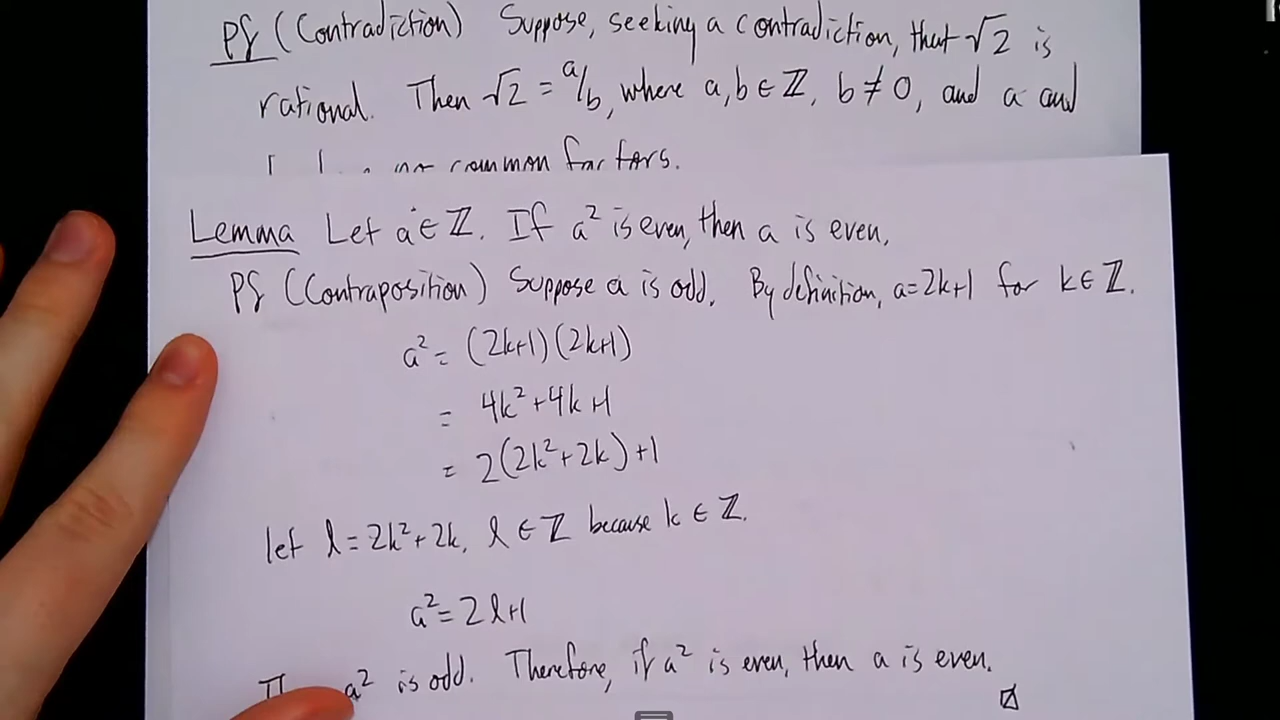 Pf (Contradiction) Suppose, seeking a contradiction, that √2 is
rational. Then √2 = a/b, where a, b ∈ ℤ, b ≠ 0, and a and
no common factors.
Lemma Let a ∈ ℤ. If a² is even, then a is even.
Pf (Contraposition) Suppose a is odd. By definition, a=2k+1 for k ∈ ℤ.
a² = (2k+1)(2k+1)
= 4k²+4k+1
= 2(2k²+2k)+1
let l=2k²+2k, l ∈ ℤ because k ∈ ℤ.
a²=2l+1
a² is odd. Therefore, if a² is even, then a is even.